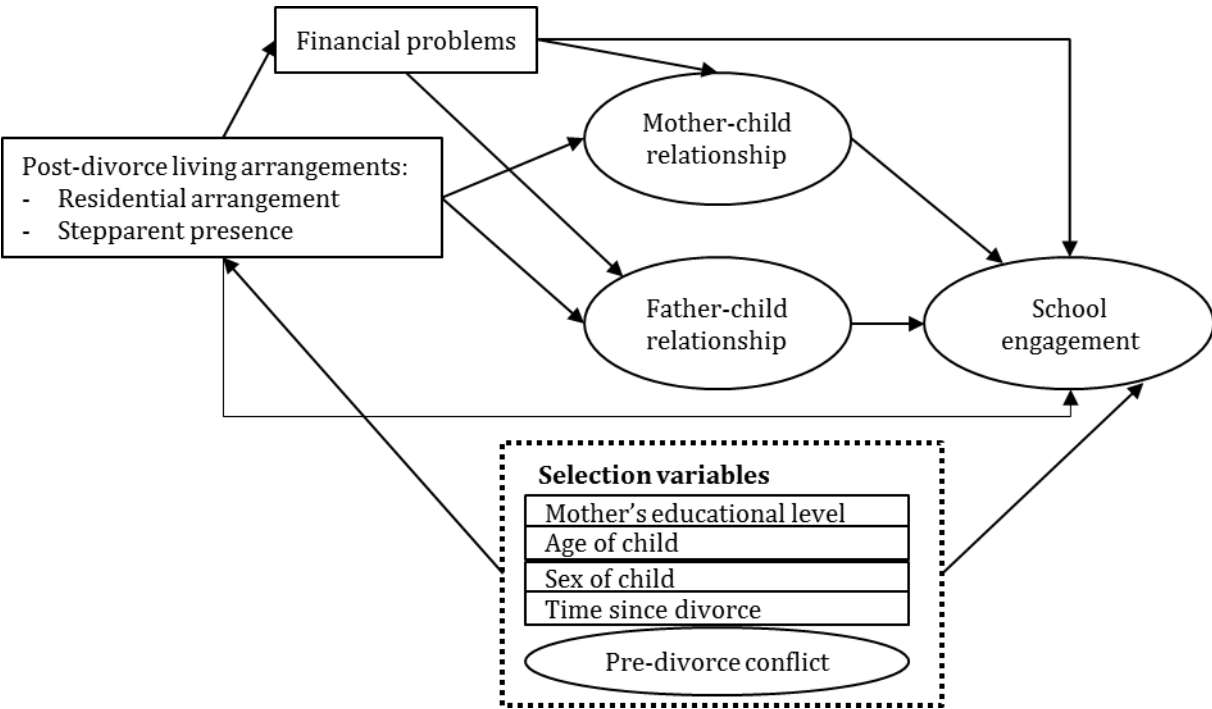 Financial problems
Mother-child
relationship
Post-divorce living arrangements:
- Residential arrangement
- Stepparent presence
Father-child
relationship
School
engagement
Selection variables
Mother’s educational level
Age of child
Sex of child
Time since divorce
Pre-divorce conflict